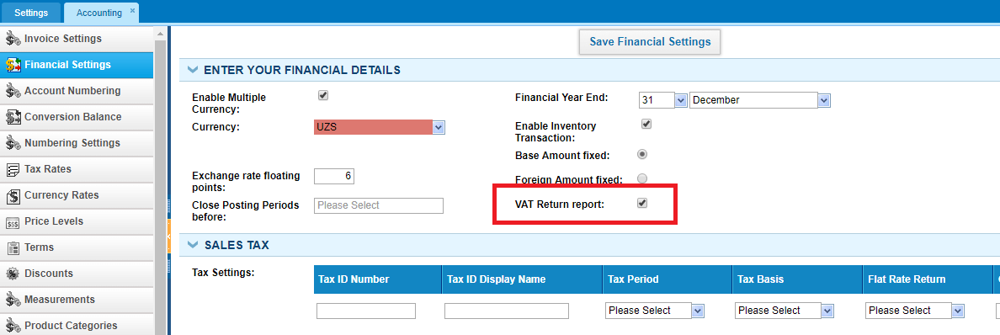 Settings
Accounting
Invoice Settings
Financial Settings
Account Numbering
Conversion Balance
Numbering Settings
Tax Rates
Currency Rates
Price Levels
Terms
Discounts
Measurements
Product Categories
Save Financial Settings
ENTER YOUR FINANCIAL DETAILS
Enable Multiple
Currency:
Currency:
UZS
Exchange rate floating
points:
6
Close Posting Periods
before:
Please Select
Financial Year End:
31
December
Enable Inventory
Transaction:
Base Amount fixed:
Foreign Amount fixed:
VAT Return report:
SALES TAX
Tax Settings:
Tax ID Number
Tax ID Display Name
Tax Period
Tax Basis
Flat Rate Return
Please Select
Please Select
Please Select